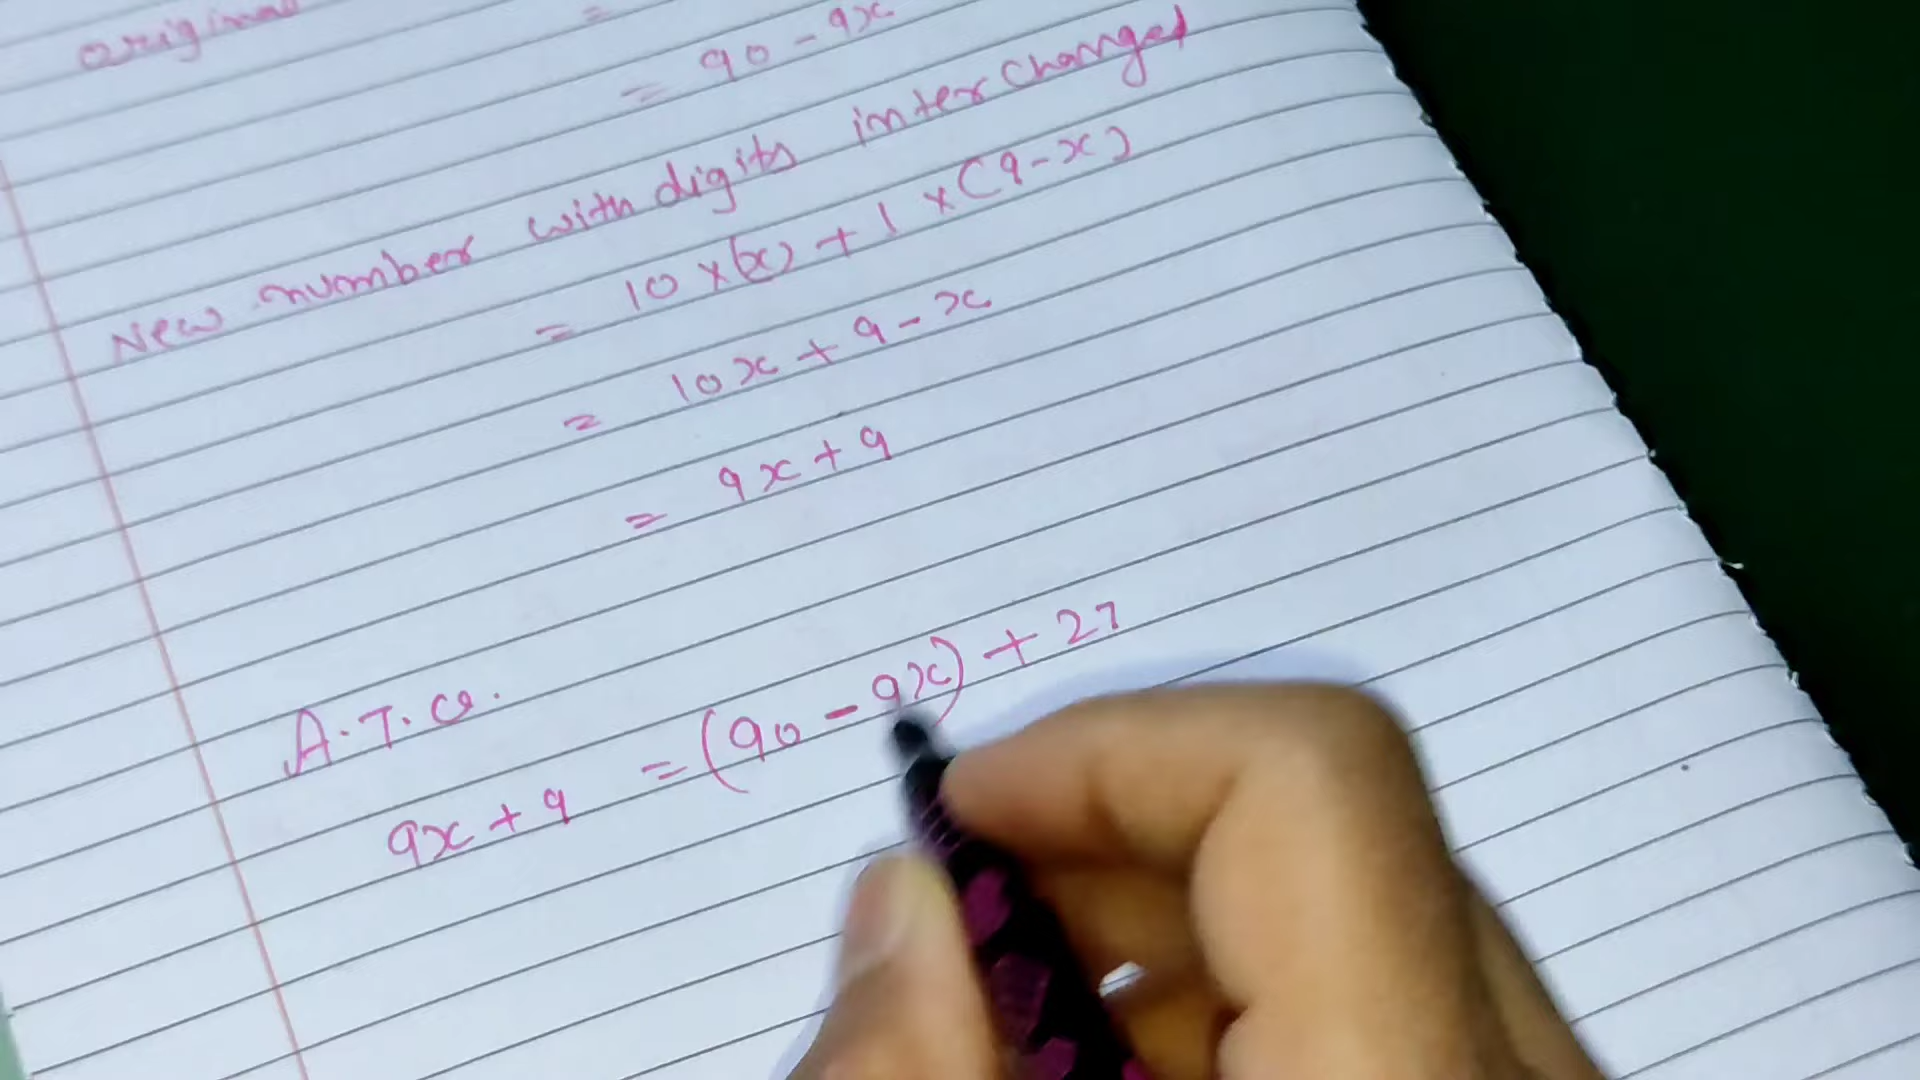 original =
= 90 - 9x
New number with digits interchanged
= 10 × (x) + 1 × (9 - x)
= 10x + 9 - x
= 9x + 9
A.T.Q.
9x + 9 = (90 - 9x) + 27